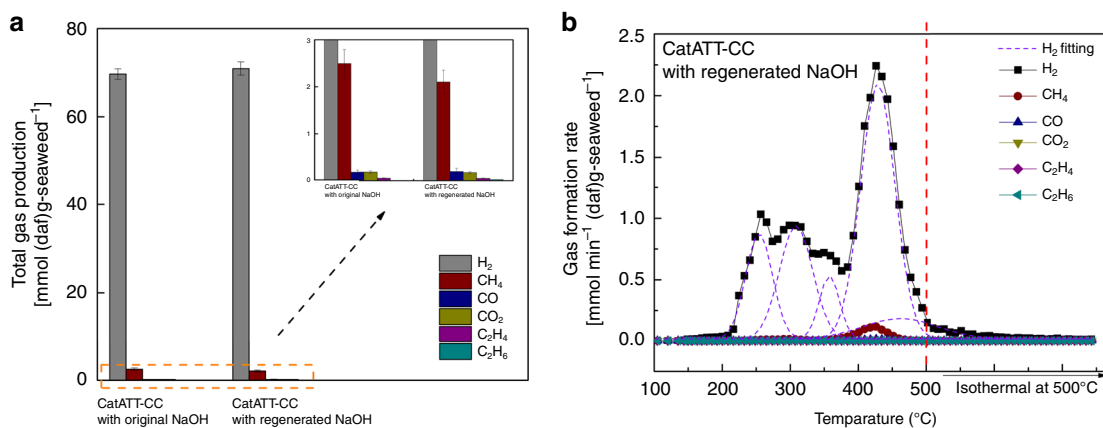 a
Total gas production
[mmol (daf)g-seaweed⁻¹]
80
60
40
20
0
3
2
1
0
CatATT-CC
with original NaOH
CatATT-CC
with regenerated NaOH
H₂
CH₄
CO
CO₂
C₂H₄
C₂H₆
CatATT-CC
with original NaOH
CatATT-CC
with regenerated NaOH
b
Gas formation rate
[mmol min⁻¹ (daf)g-seaweed⁻¹]
2.5
2.0
1.5
1.0
0.5
0.0
CatATT-CC
with regenerated NaOH
H₂ fitting
H₂
CH₄
CO
CO₂
C₂H₄
C₂H₆
100 200 300 400 500
Isothermal at 500°C
Temparature (°C)